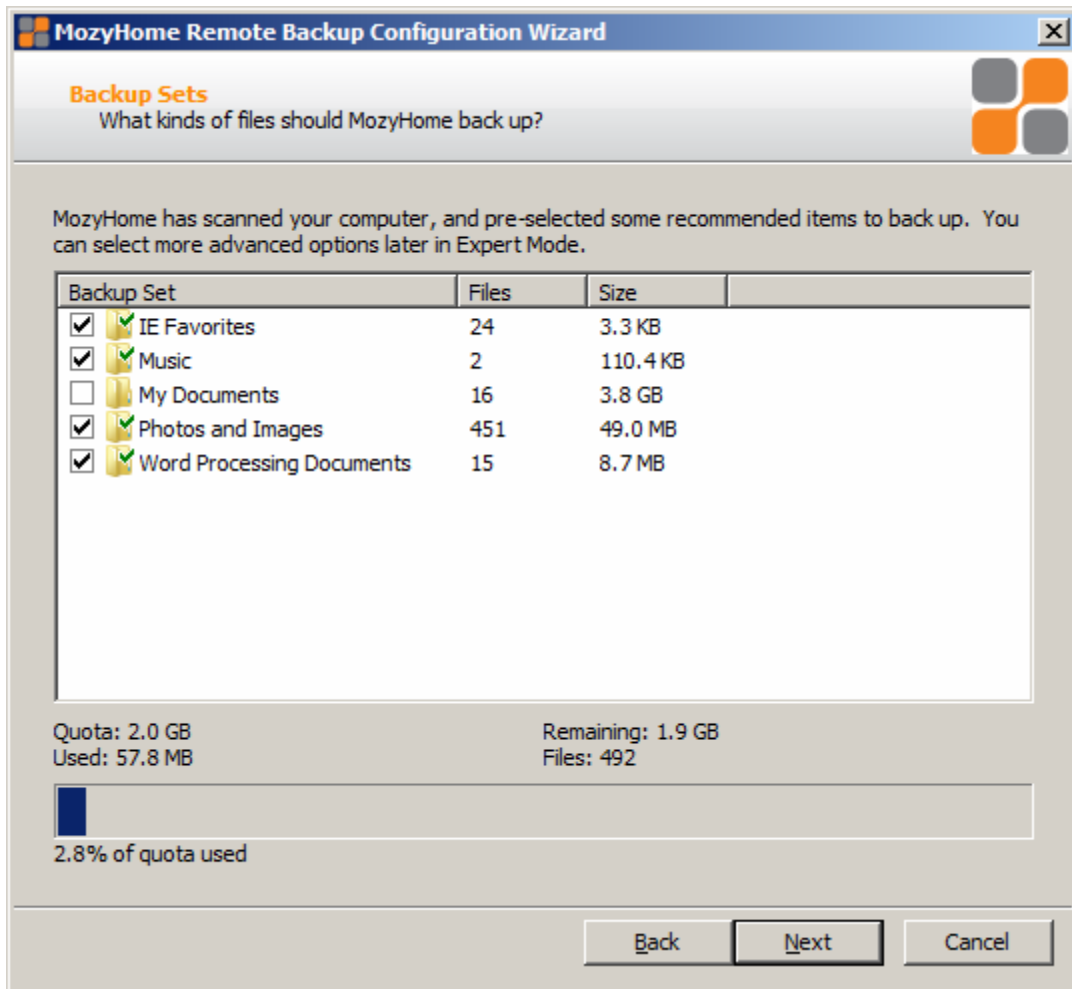 MozyHome Remote Backup Configuration Wizard
Backup Sets
What kinds of files should MozyHome back up?
MozyHome has scanned your computer, and pre-selected some recommended items to back up. You
can select more advanced options later in Expert Mode.
Backup Set Files Size
IE Favorites 24 3.3 KB
Music 2 110.4 KB
My Documents 16 3.8 GB
Photos and Images 451 49.0 MB
Word Processing Documents 15 8.7 MB
Quota: 2.0 GB Remaining: 1.9 GB
Used: 57.8 MB Files: 492
2.8% of quota used
Back Next Cancel